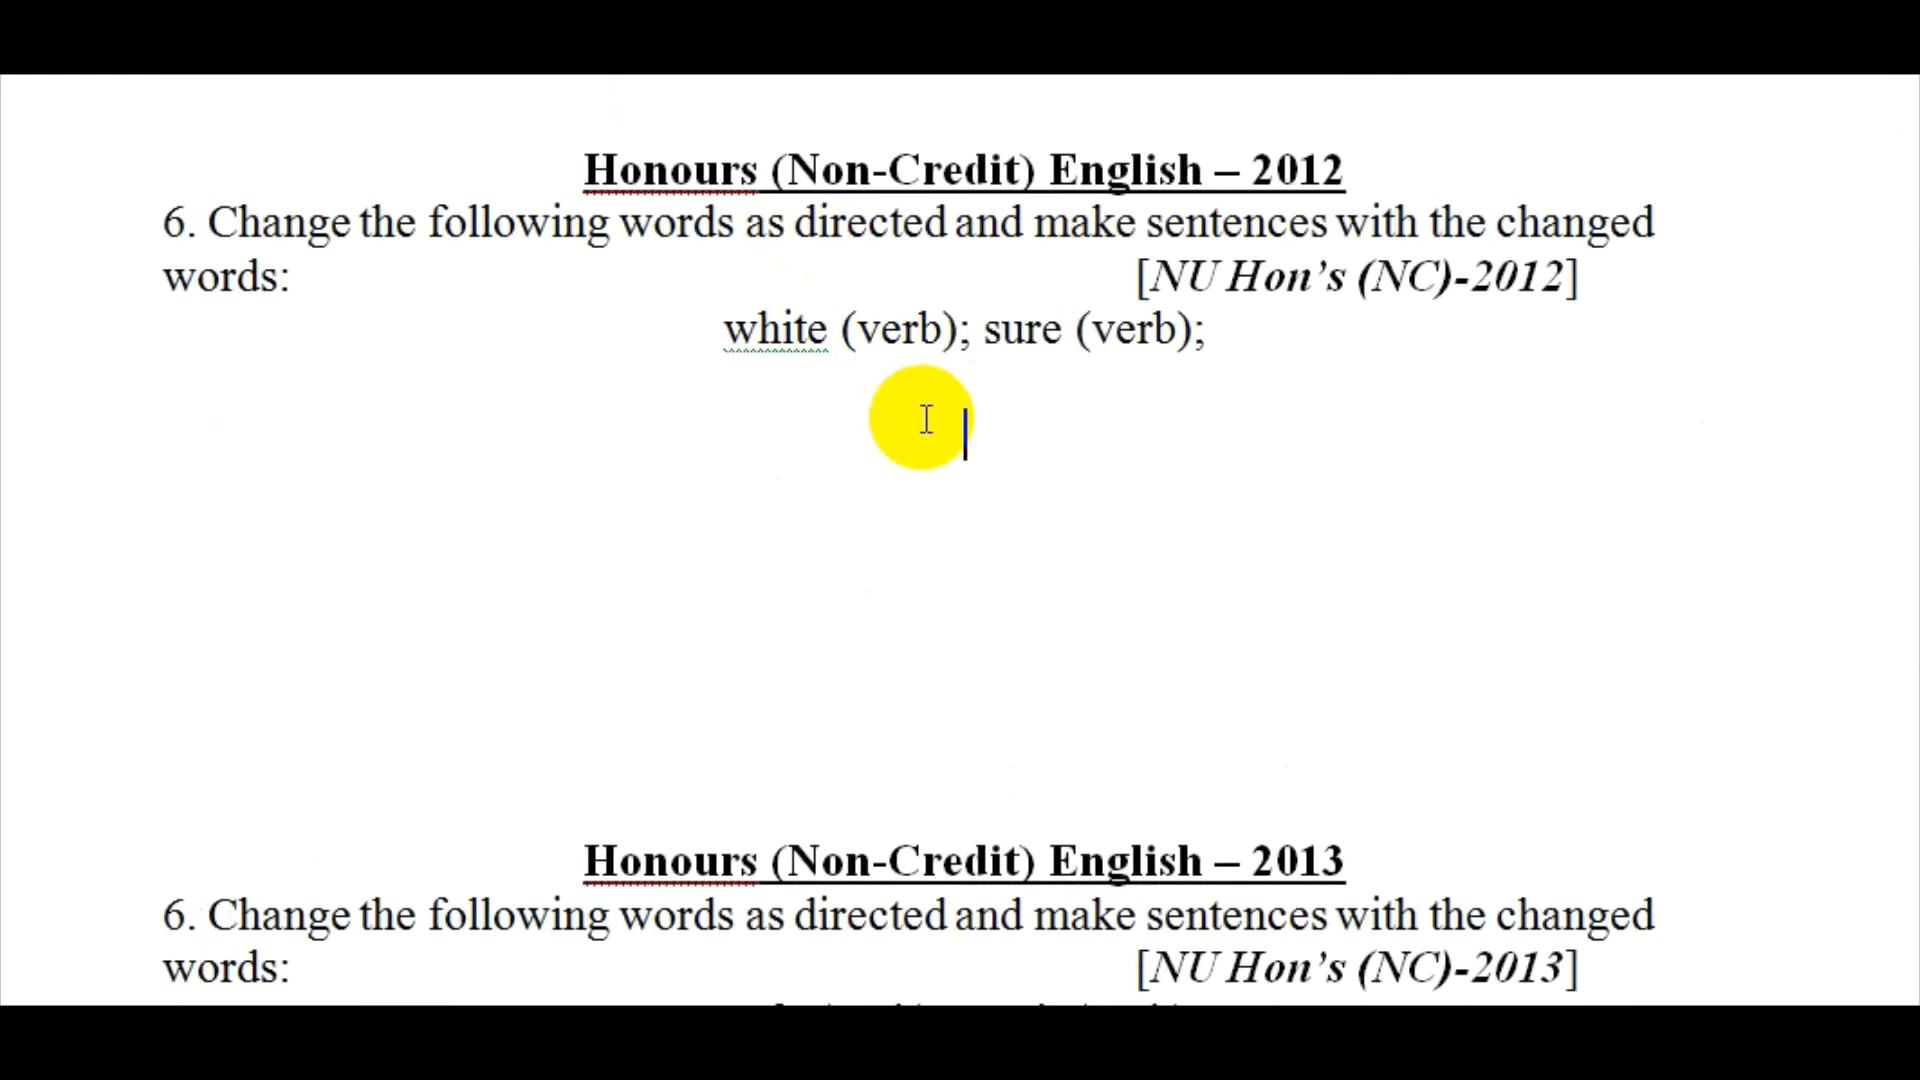 Honours (Non-Credit) English – 2012
6. Change the following words as directed and make sentences with the changed
words: [NU Hon’s (NC)-2012]
white (verb); sure (verb);
Honours (Non-Credit) English – 2013
6. Change the following words as directed and make sentences with the changed
words: [NU Hon’s (NC)-2013]